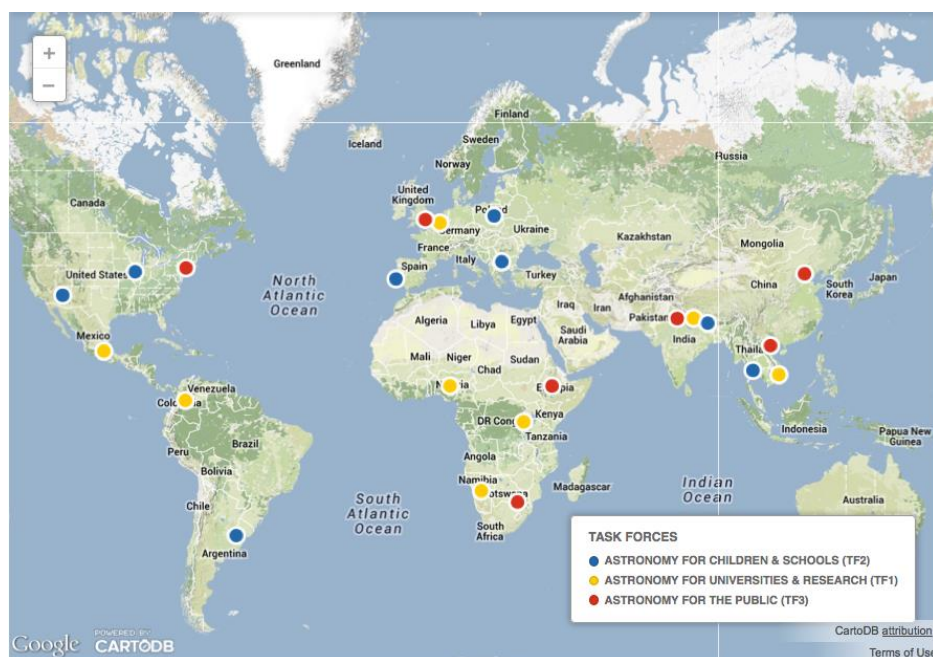 +
−
Greenland
Iceland
Finland
Sweden
Norway
Russia
Canada
United
Kingdom
Poland
Germany
Ukraine
France
Kazakhstan
Mongolia
Spain
Italy
Turkey
United States
North
Atlantic
Ocean
China
Japan
South
Korea
Iraq
Iran
Afghanistan
Pakistan
Algeria
Libya
Egypt
Saudi
Arabia
India
Mexico
Mali
Niger
Chad
Sudan
Thailand
Venezuela
Colombia
Nigeria
Ethiopia
DR Congo
Kenya
Tanzania
Indonesia
Papua New
Guinea
Peru
Brazil
Angola
Bolivia
Namibia
Botswana
Madagascar
Indian
Ocean
Chile
South
Atlantic
Ocean
South
Africa
Australia
Argentina
TASK FORCES
ASTRONOMY FOR CHILDREN & SCHOOLS (TF2)
ASTRONOMY FOR UNIVERSITIES & RESEARCH (TF1)
ASTRONOMY FOR THE PUBLIC (TF3)
Google
POWERED BY
CARTODB
CartoDB attribution
Terms of Use